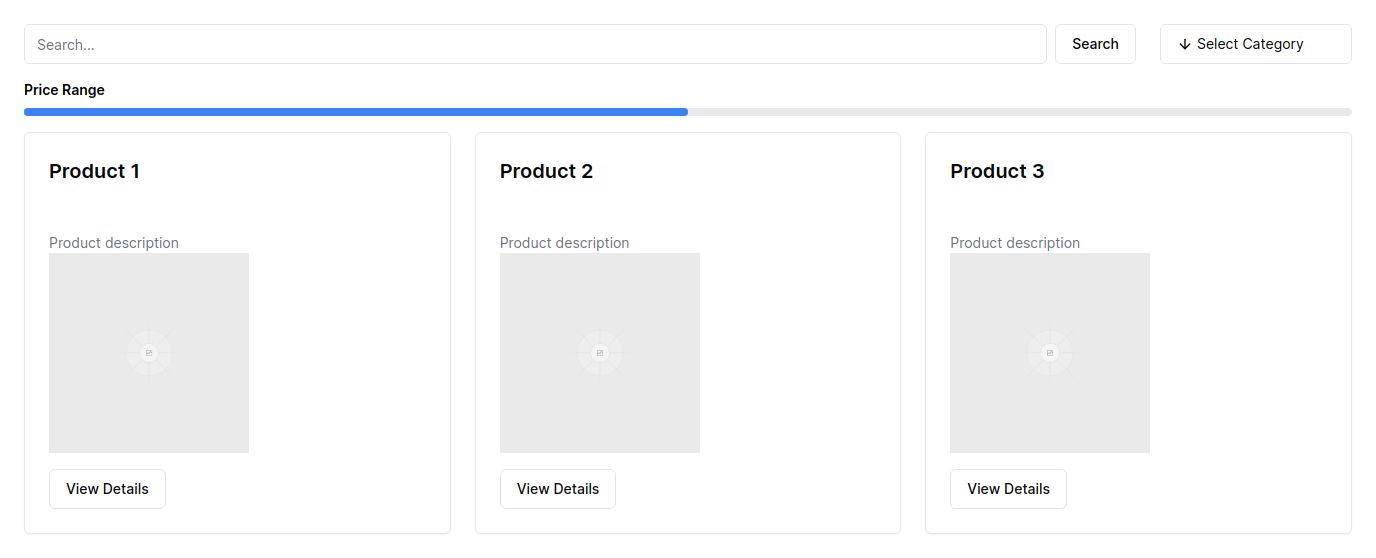 Search...
Search
Select Category
Price Range
Product 1
Product description
View Details
Product 2
Product description
View Details
Product 3
Product description
View Details